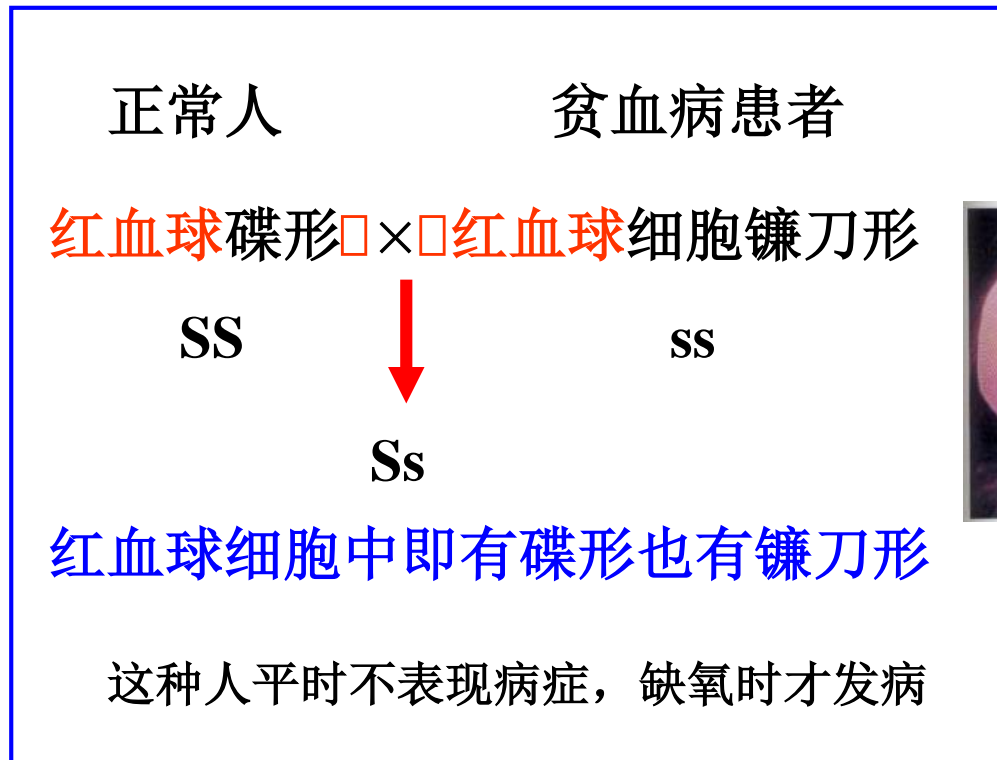 正常人 贫血病患者
红血球碟形 × 红血球细胞镰刀形
SS ss
Ss
红血球细胞中即有碟形也有镰刀形
这种人平时不表现病症，缺氧时才发病